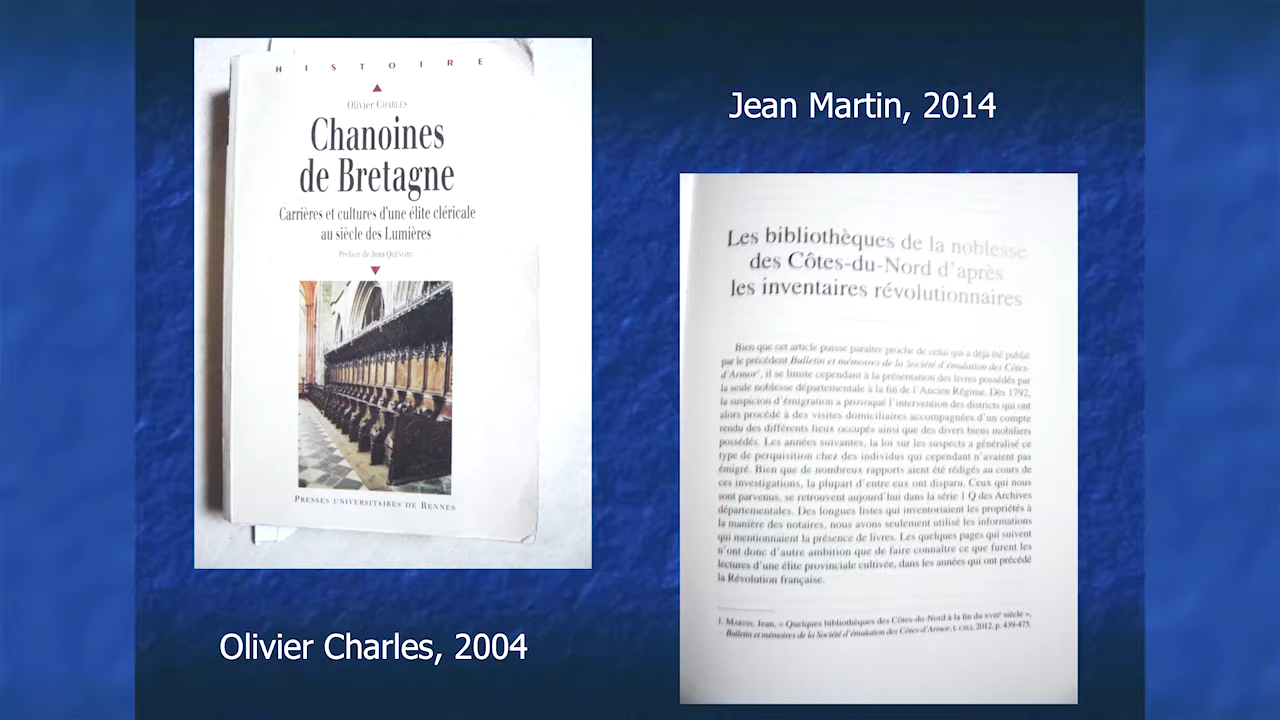 HISTOIRE
Olivier CHARLES
Chanoines
de Bretagne
Carrières et cultures d'une élite cléricale
au siècle des Lumières
Préface de Jean QUÉNIART
PRESSES UNIVERSITAIRES DE RENNES
Olivier Charles, 2004
Jean Martin, 2014
Les bibliothèques de la noblesse
des Côtes-du-Nord d'après
les inventaires révolutionnaires
Bien que cet article puisse paraître proche de celui qui a déjà été publié
par le précédent Bulletin et mémoires de la Société d'émulation des Côtes-
d'Armor¹, il se limite cependant à la présentation des livres possédés par
la seule noblesse départementale à la fin de l'Ancien Régime. Dès 1792,
la suspicion d'émigration a provoqué l'intervention des districts qui ont
alors procédé à des visites domiciliaires accompagnées d'un compte
rendu des différents lieux occupés ainsi que des divers biens mobiliers
possédés. Les années suivantes, la loi sur les suspects a généralisé ce
type de perquisition chez des individus qui cependant n'avaient pas
émigré. Bien que de nombreux rapports aient été rédigés au cours de
ces investigations, la plupart d'entre eux ont disparu. Ceux qui nous
sont parvenus, se retrouvent aujourd'hui dans la série 1 Q des Archives
départementales. Des longues listes qui inventoriaient les propriétés à
la manière des notaires, nous avons seulement utilisé les informations
qui mentionnaient la présence de livres. Les quelques pages qui suivent
n'ont donc d'autre ambition que de faire connaître ce que furent les
lectures d'une élite provinciale cultivée, dans les années qui ont précédé
la Révolution française.
1. MARTIN, Jean, « Quelques bibliothèques des Côtes-du-Nord à la fin du XVIIIe siècle »,
Bulletin et mémoires de la Société d'émulation des Côtes-d'Armor, 2012, p. 439-475.